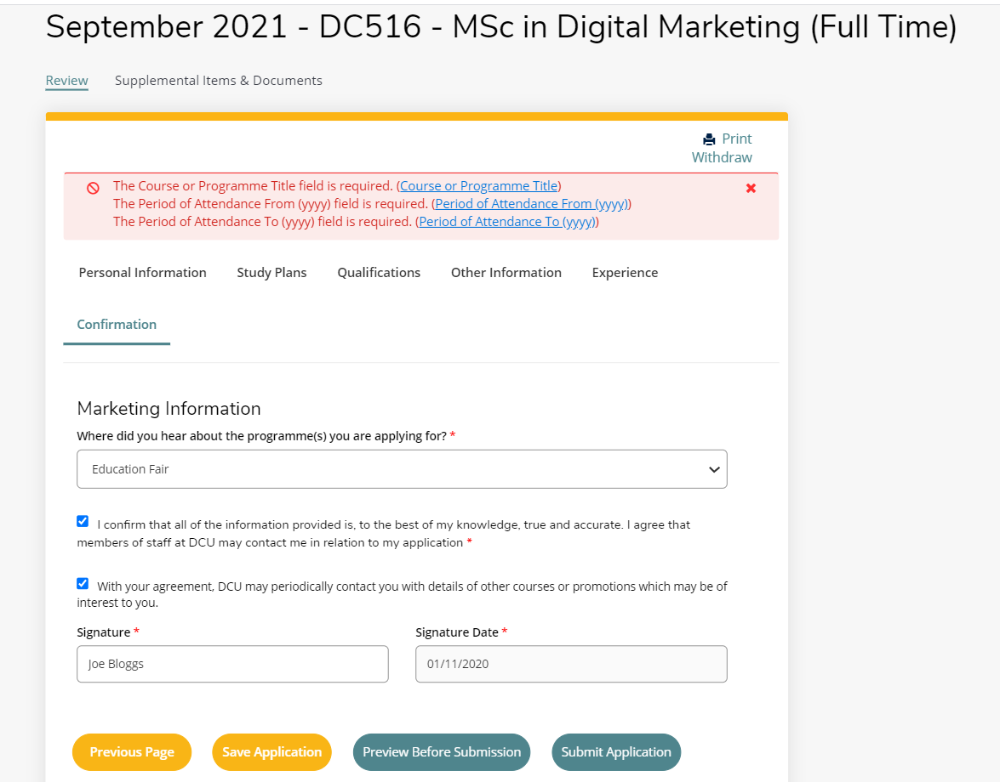 September 2021 - DC516 - MSc in Digital Marketing (Full Time)
Review Supplemental Items & Documents
Print
Withdraw
The Course or Programme Title field is required. (Course or Programme Title)
The Period of Attendance From (yyyy) field is required. (Period of Attendance From (yyyy))
The Period of Attendance To (yyyy) field is required. (Period of Attendance To (yyyy))
Personal Information Study Plans Qualifications Other Information Experience
Confirmation
Marketing Information
Where did you hear about the programme(s) you are applying for? *
Education Fair
I confirm that all of the information provided is, to the best of my knowledge, true and accurate. I agree that
members of staff at DCU may contact me in relation to my application *
With your agreement, DCU may periodically contact you with details of other courses or promotions which may be of
interest to you.
Signature * Signature Date *
Joe Bloggs 01/11/2020
Previous Page Save Application Preview Before Submission Submit Application